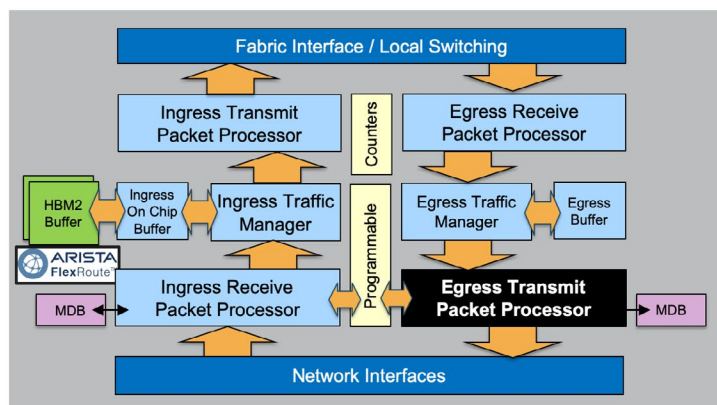 Fabric Interface / Local Switching
Ingress Transmit
Packet Processor
Counters
Egress Receive
Packet Processor
HBM2
Buffer
Ingress
On Chip
Buffer
Ingress Traffic
Manager
Programmable
Egress Traffic
Manager
Egress
Buffer
ARISTA
FlexRoute™
MDB
Ingress Receive
Packet Processor
Egress Transmit
Packet Processor
MDB
Network Interfaces